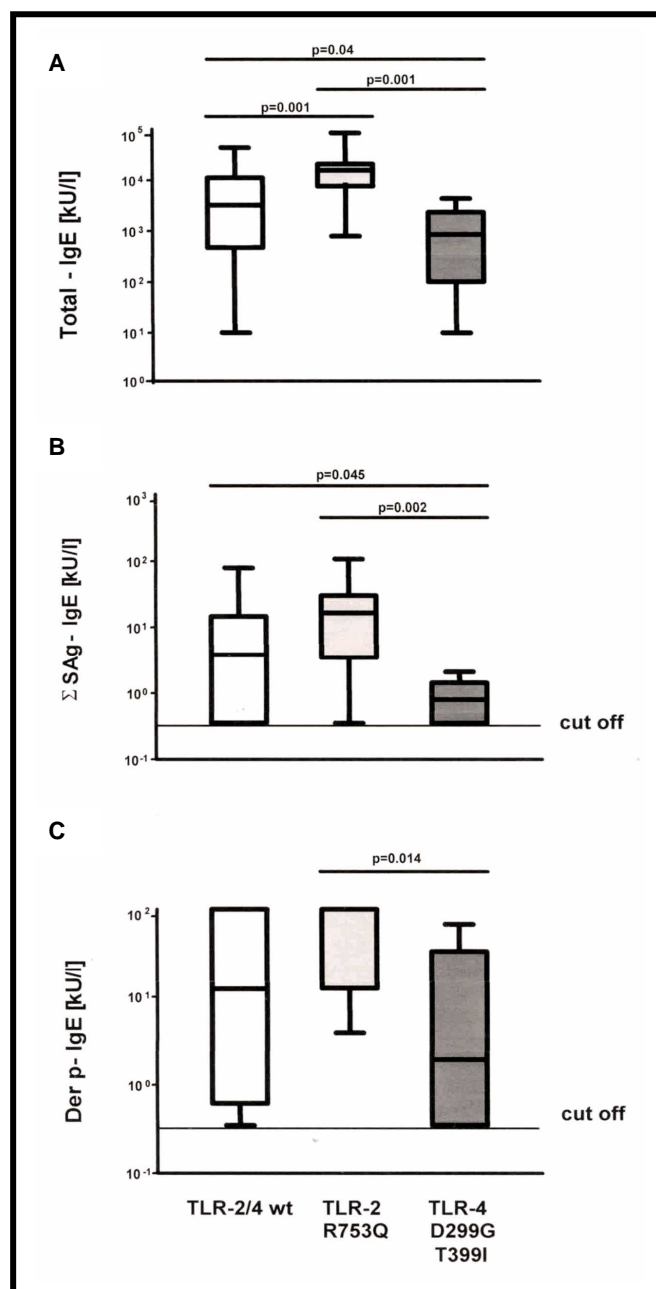 A
p=0.04
p=0.001
p=0.001
Total - IgE [kU/l]
10⁵
10⁴
10³
10²
10¹
10⁰
B
p=0.045
p=0.002
Σ SAg- IgE [kU/l]
10³
10²
10¹
10⁰
10⁻¹
cut off
C
p=0.014
Der p- IgE [kU/l]
10²
10¹
10⁰
10⁻¹
cut off
TLR-2/4 wt
TLR-2
R753Q
TLR-4
D299G
T399I